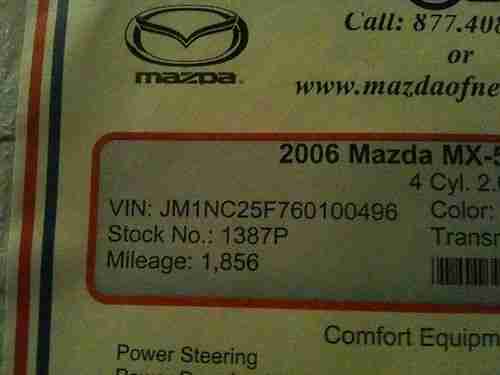 Call: 877.408
or
mazda
www.mazdaofne
2006 Mazda MX-5
4 Cyl. 2.
VIN: JM1NC25F760100496
Color:
Stock No.: 1387P
Transm
Mileage: 1,856
Comfort Equipm
Power Steering
Power